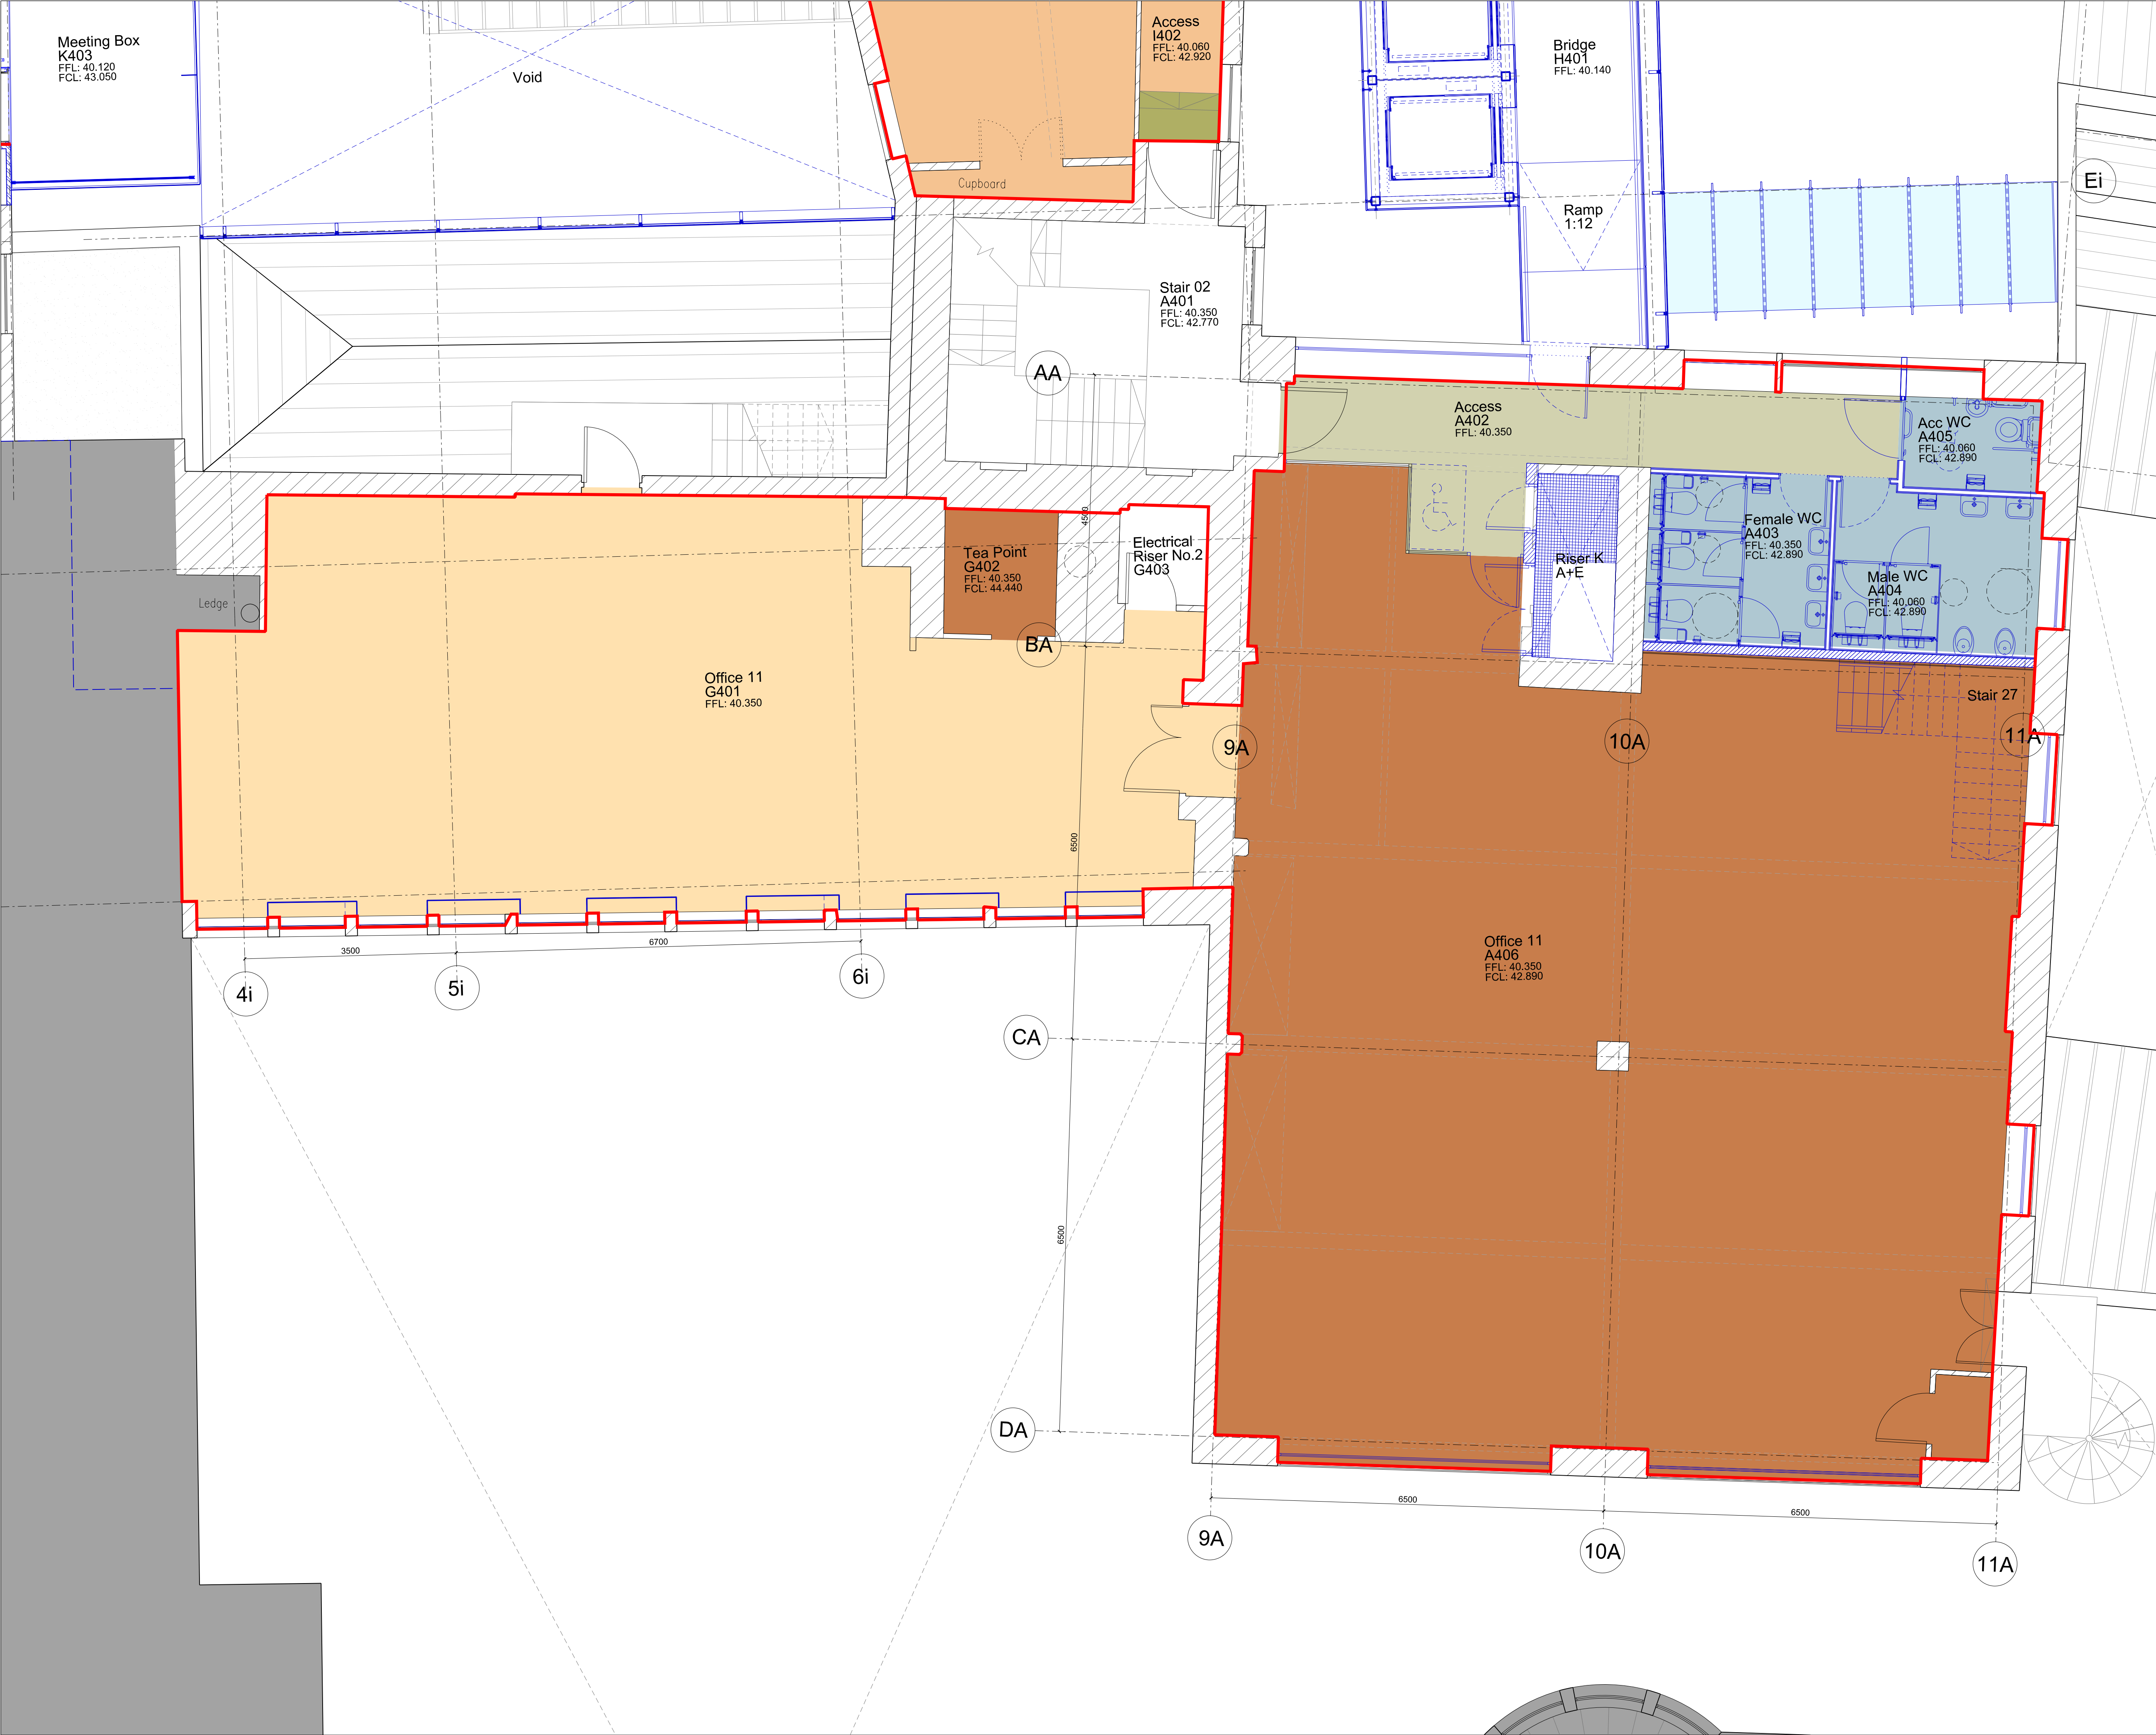 Meeting Box
K403
FFL: 40.120
FCL: 43.050
Void
Access
I402
FFL: 40.060
FCL: 42.920
Bridge
H401
FFL: 40.140
Cupboard
Ei
Ramp
1:12
Stair 02
A401
FFL: 40.350
FCL: 42.770
AA
Access
A402
FFL: 40.350
Acc WC
A405
FFL: 40.060
FCL: 42.890
4500
Female WC
A403
FFL: 40.350
FCL: 42.890
Tea Point
G402
FFL: 40.350
FCL: 44.440
Electrical
Riser No.2
G403
Riser K
A+E
Male WC
A404
FFL: 40.060
FCL: 42.890
Ledge
BA
Office 11
G401
FFL: 40.350
Stair 27
9A
10A
11A
6500
Office 11
A406
FFL: 40.350
FCL: 42.890
3500
6700
4i
5i
6i
CA
6500
DA
6500
6500
9A
10A
11A